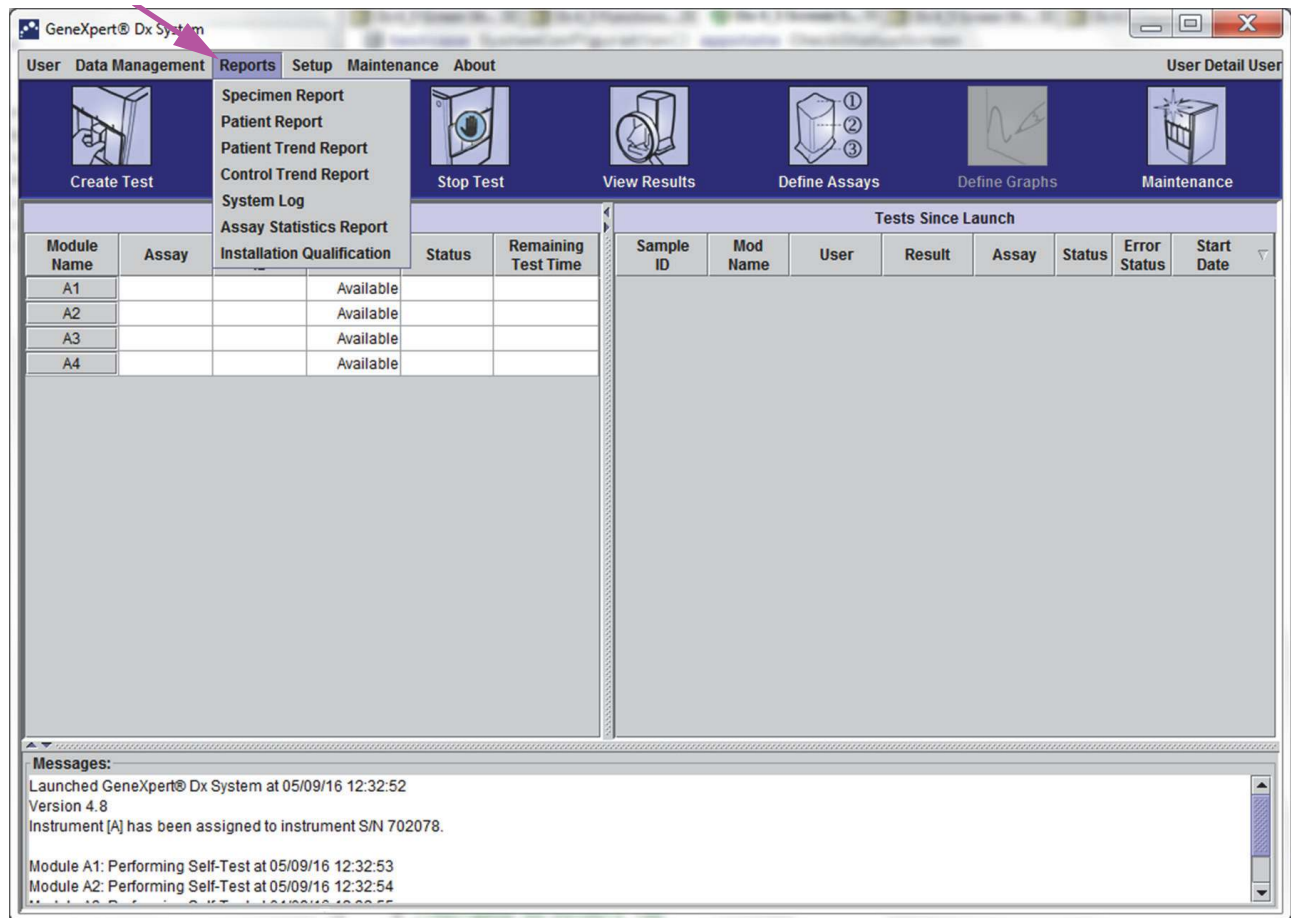 GeneXpert® Dx System
User Data Management Reports Setup Maintenance About User Detail User
Specimen Report
Patient Report
Patient Trend Report
Control Trend Report
System Log
Assay Statistics Report
Installation Qualification
Create Test Stop Test View Results Define Assays Define Graphs Maintenance
① ② ③
Tests Since Launch
Module Name Assay Status Remaining Test Time
Sample ID Mod Name User Result Assay Status Error Status Start Date
A1 Available
A2 Available
A3 Available
A4 Available
Messages:
Launched GeneXpert® Dx System at 05/09/16 12:32:52
Version 4.8
Instrument [A] has been assigned to instrument S/N 702078.
Module A1: Performing Self-Test at 05/09/16 12:32:53
Module A2: Performing Self-Test at 05/09/16 12:32:54